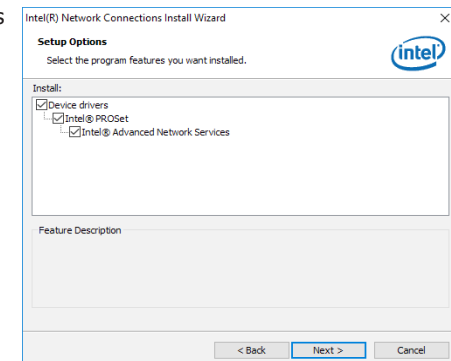 s
Intel(R) Network Connections Install Wizard
Setup Options
Select the program features you want installed.
intel
Install:
Device drivers
Intel® PROSet
Intel® Advanced Network Services
Feature Description
< Back Next > Cancel